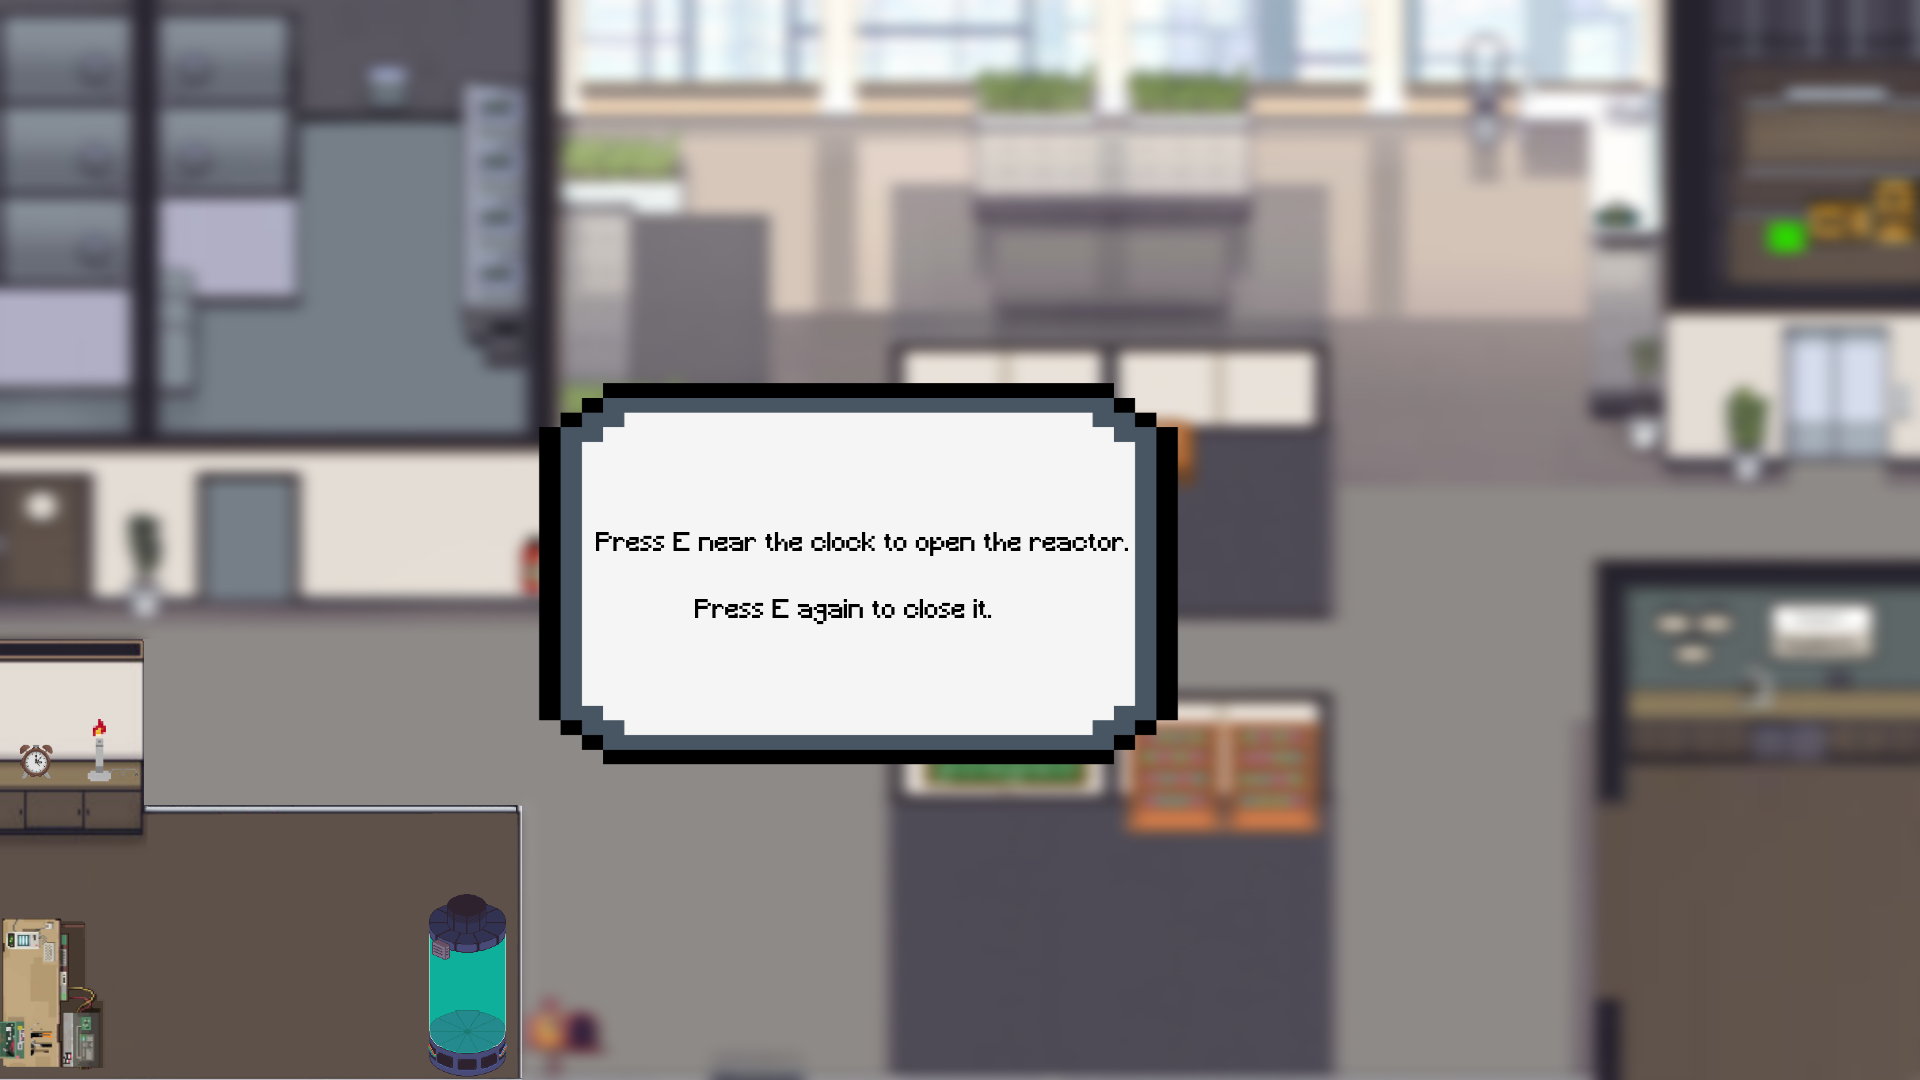 Press E near the clock to open the reactor.
Press E again to close it.